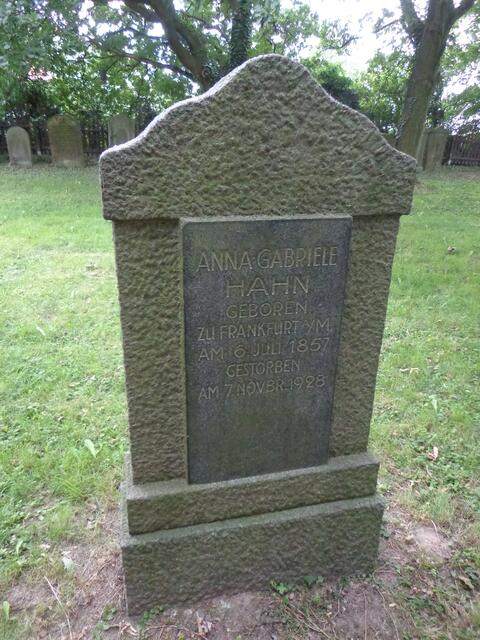 ANNA GABRIELE
HAHN
GEBOREN
ZU FRANKFURT A/M.
AM 6. JULI 1857
GESTORBEN
AM 7. NOVBR. 1928